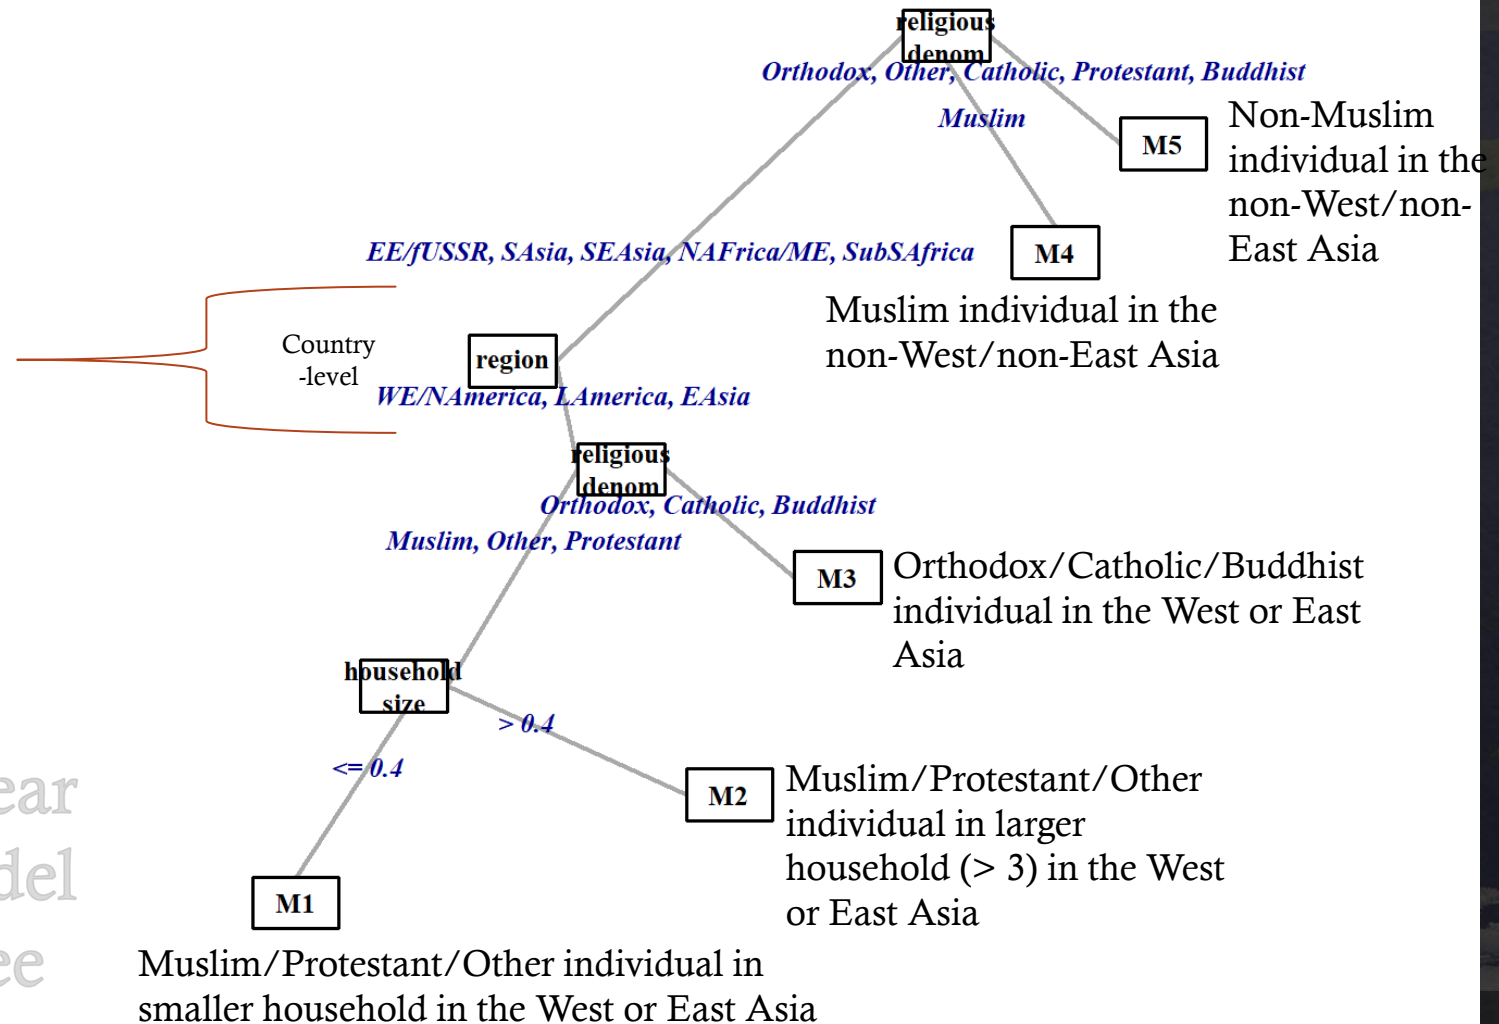 religious
denom
Orthodox, Other, Catholic, Protestant, Buddhist
Muslim
M5
Non-Muslim
individual in the
non-West/non-
East Asia
EE/fUSSR, SAsia, SEAsia, NAFrica/ME, SubSAfrica
M4
Muslim individual in the
non-West/non-East Asia
Country
-level
region
WE/NAmerica, LAmerica, EAsia
religious
denom
Orthodox, Catholic, Buddhist
Muslim, Other, Protestant
M3
Orthodox/Catholic/Buddhist
individual in the West or East
Asia
household
size
> 0.4
<= 0.4
M2
Muslim/Protestant/Other
individual in larger
household (> 3) in the West
or East Asia
M1
Muslim/Protestant/Other individual in
smaller household in the West or East Asia
ear
del
ee